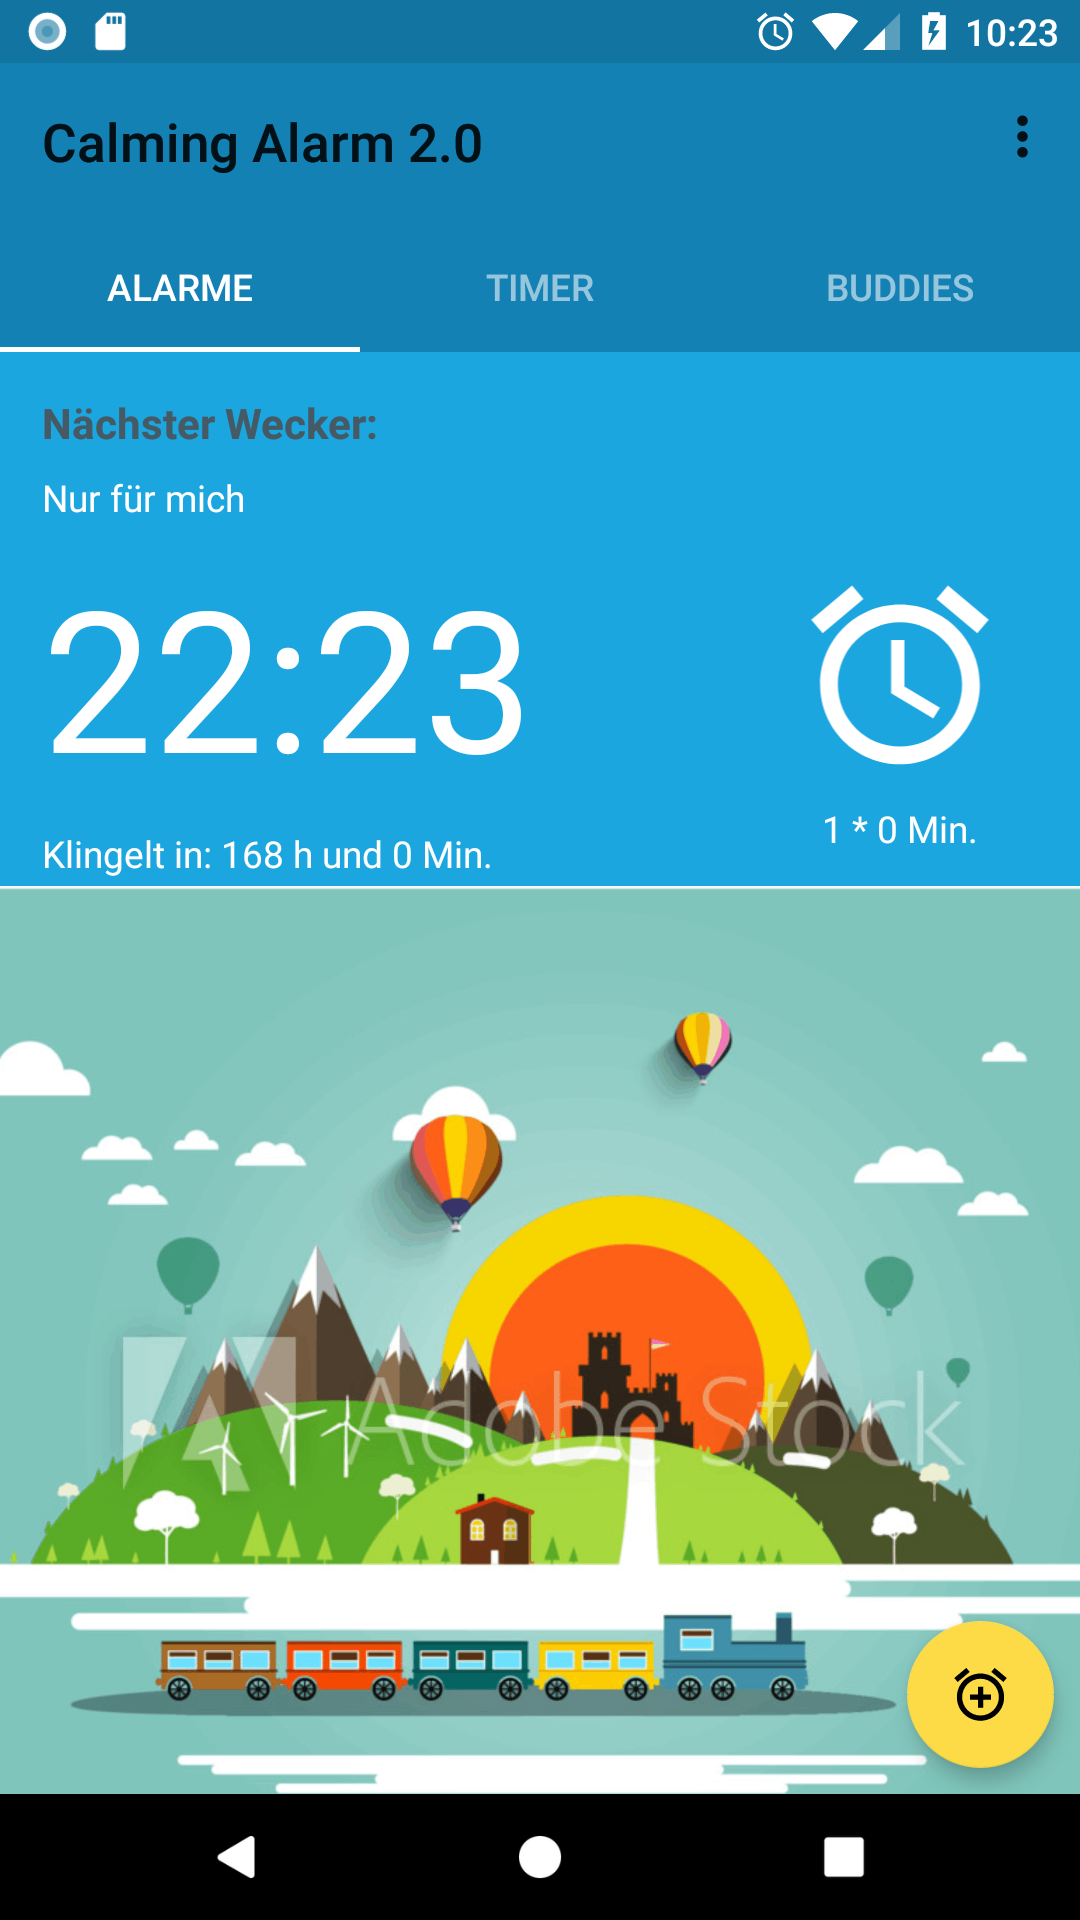 10:23
Calming Alarm 2.0
ALARME
TIMER
BUDDIES
Nächster Wecker:
Nur für mich
22:23
1 * 0 Min.
Klingelt in: 168 h und 0 Min.
Adobe Stock